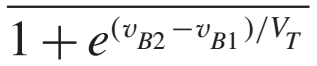 1 + e^{(v_{B2} − v_{B1})/V_T}